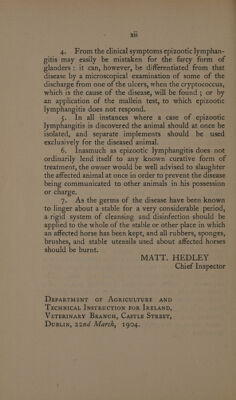 xii
4. From the clinical symptoms epizootic lymphan-
gitis may easily be mistaken for the farcy form of
glanders : it can, however, be differentiated from that
disease by a microscopical examination of some of the
discharge from one of the ulcers, when the cryptococcus,
which is the cause of the disease, will be found ; or by
an application of the mallein test, to which epizootic
lymphangitis does not respond.
5. In all instances where a case of epizootic
lymphangitis is discovered the animal should at once be
isolated, and separate implements should be used
exclusively for the diseased animal.
6. Inasmuch as epizootic lymphangitis does not
ordinarily lend itself to any known curative form of
treatment, the owner would be well advised to slaughter
the affected animal at once in order to prevent the disease
being communicated to other animals in his possession
or charge.
7. As the germs of the disease have been known
to linger about a stable for a very considerable period,
a rigid system of cleansing and disinfection should be
applied to the whole of the stable or other place in which
an affected horse has been kept, and all rubbers, sponges,
brushes, and stable utensils used about affected horses
should be burnt.
MATT. HEDLEY
Chief Inspector
Department of Agriculture and
Technical Instruction for Ireland,
Veterinary Branch, Castle Street,
Dublin, 22nd March, 1904.